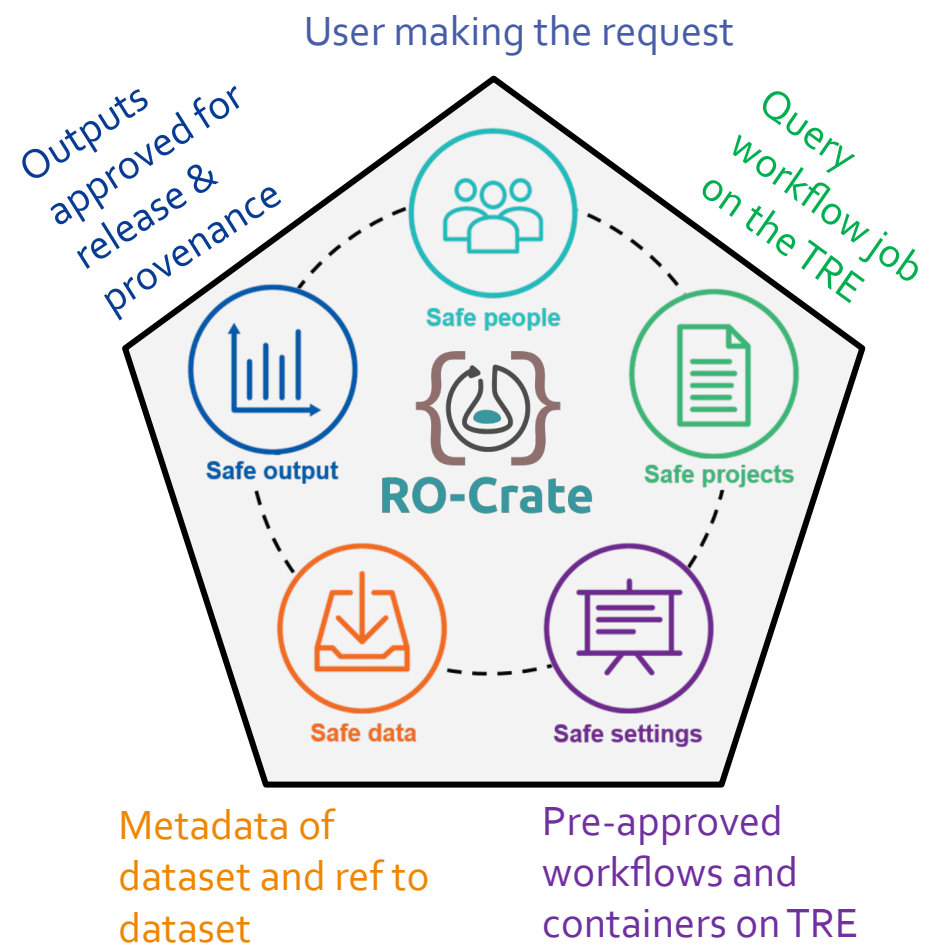 User making the request
Outputs
approved for
release &
provenance
Query
workflow job
on the TRE
Safe people
Safe output
Safe projects
RO-Crate
Safe data
Safe settings
Metadata of
dataset and ref to
dataset
Pre-approved
workflows and
containers on TRE